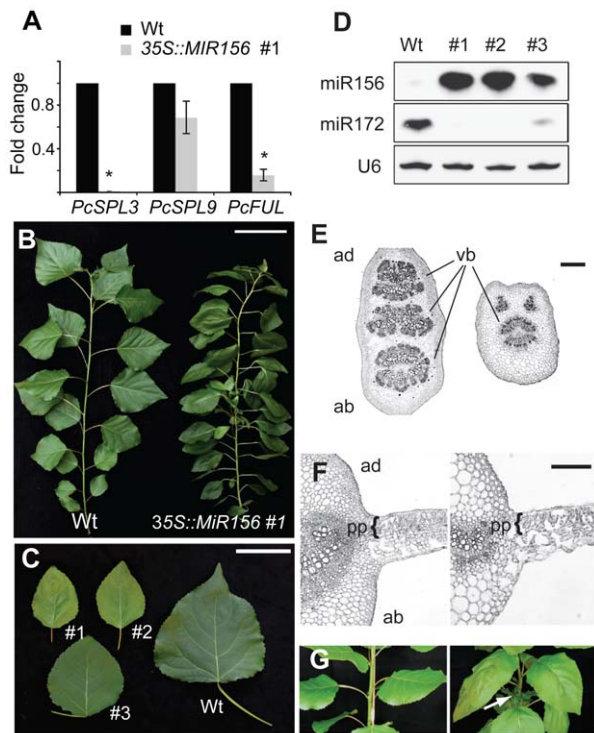 A
Wt
35S::MIR156 #1
Fold change
0.8
0.4
PcSPL3 PcSPL9 PcFUL
*
*
B
Wt
35S::MiR156 #1
C
#1
#2
#3
Wt
D
Wt #1 #2 #3
miR156
miR172
U6
E
ad
vb
ab
F
ad
pp{ pp{
ab
G